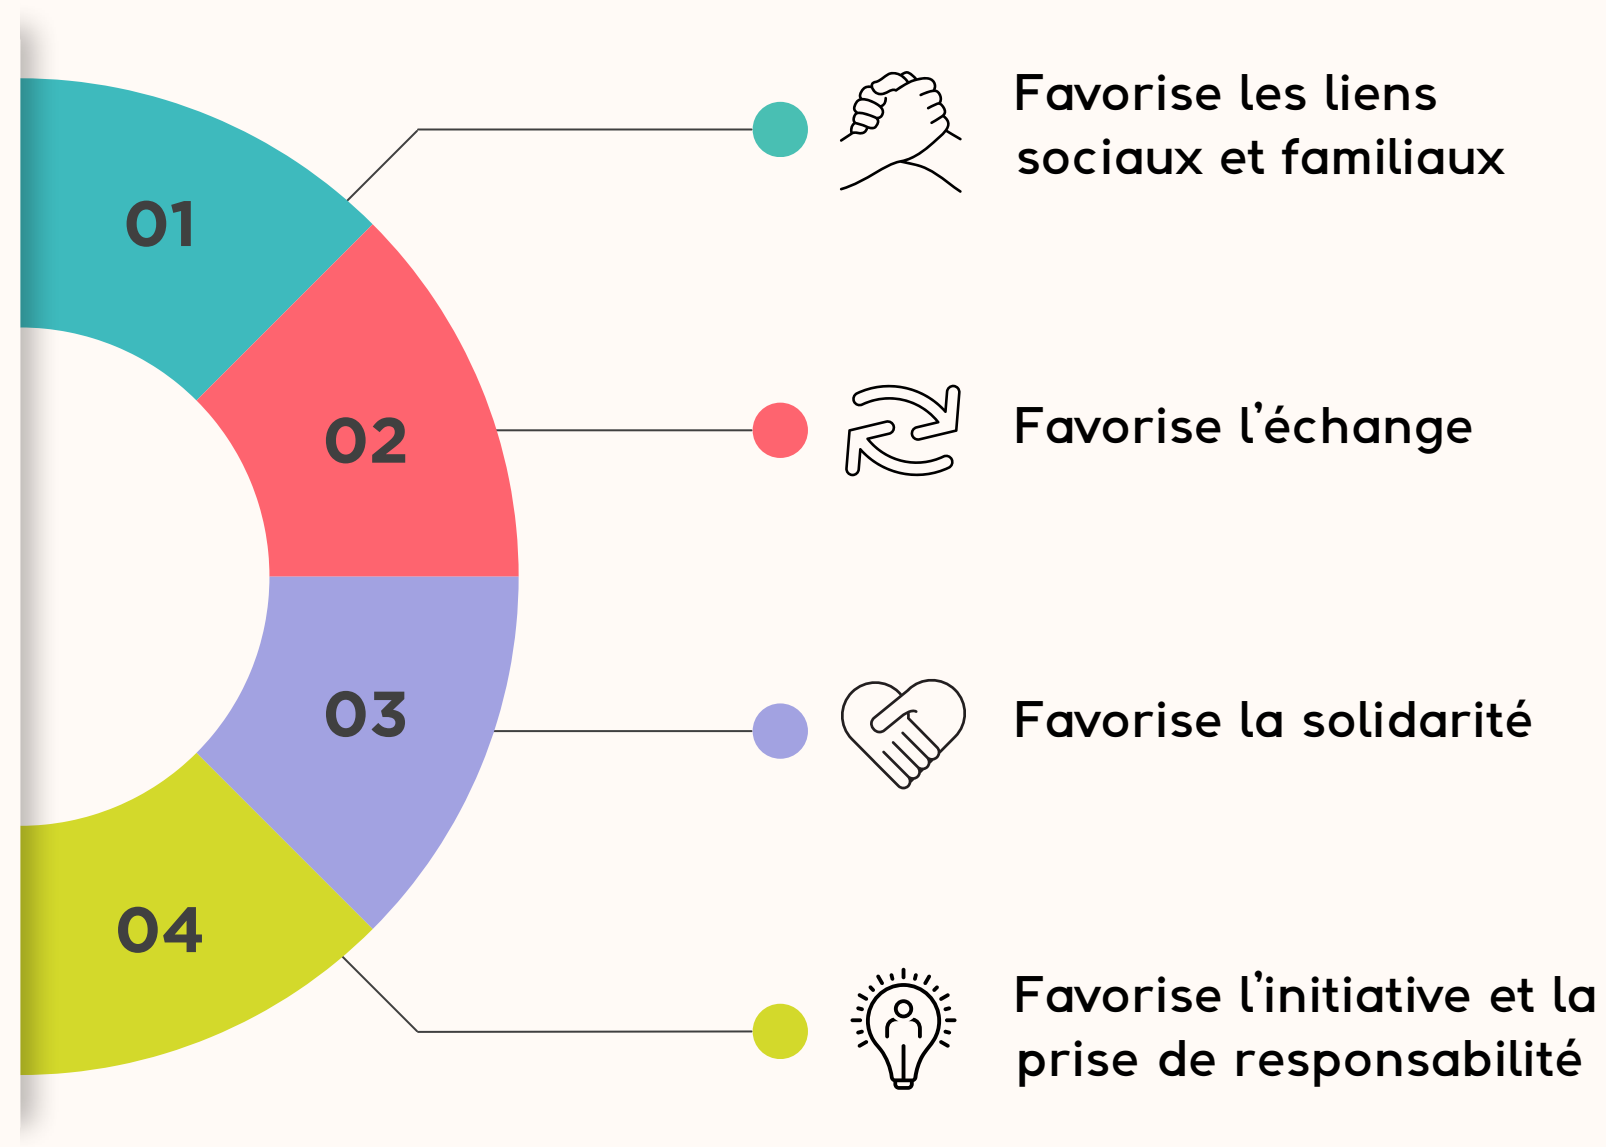 01
Favorise les liens
sociaux et familiaux
02
Favorise l'échange
03
Favorise la solidarité
04
Favorise l'initiative et la
prise de responsabilité